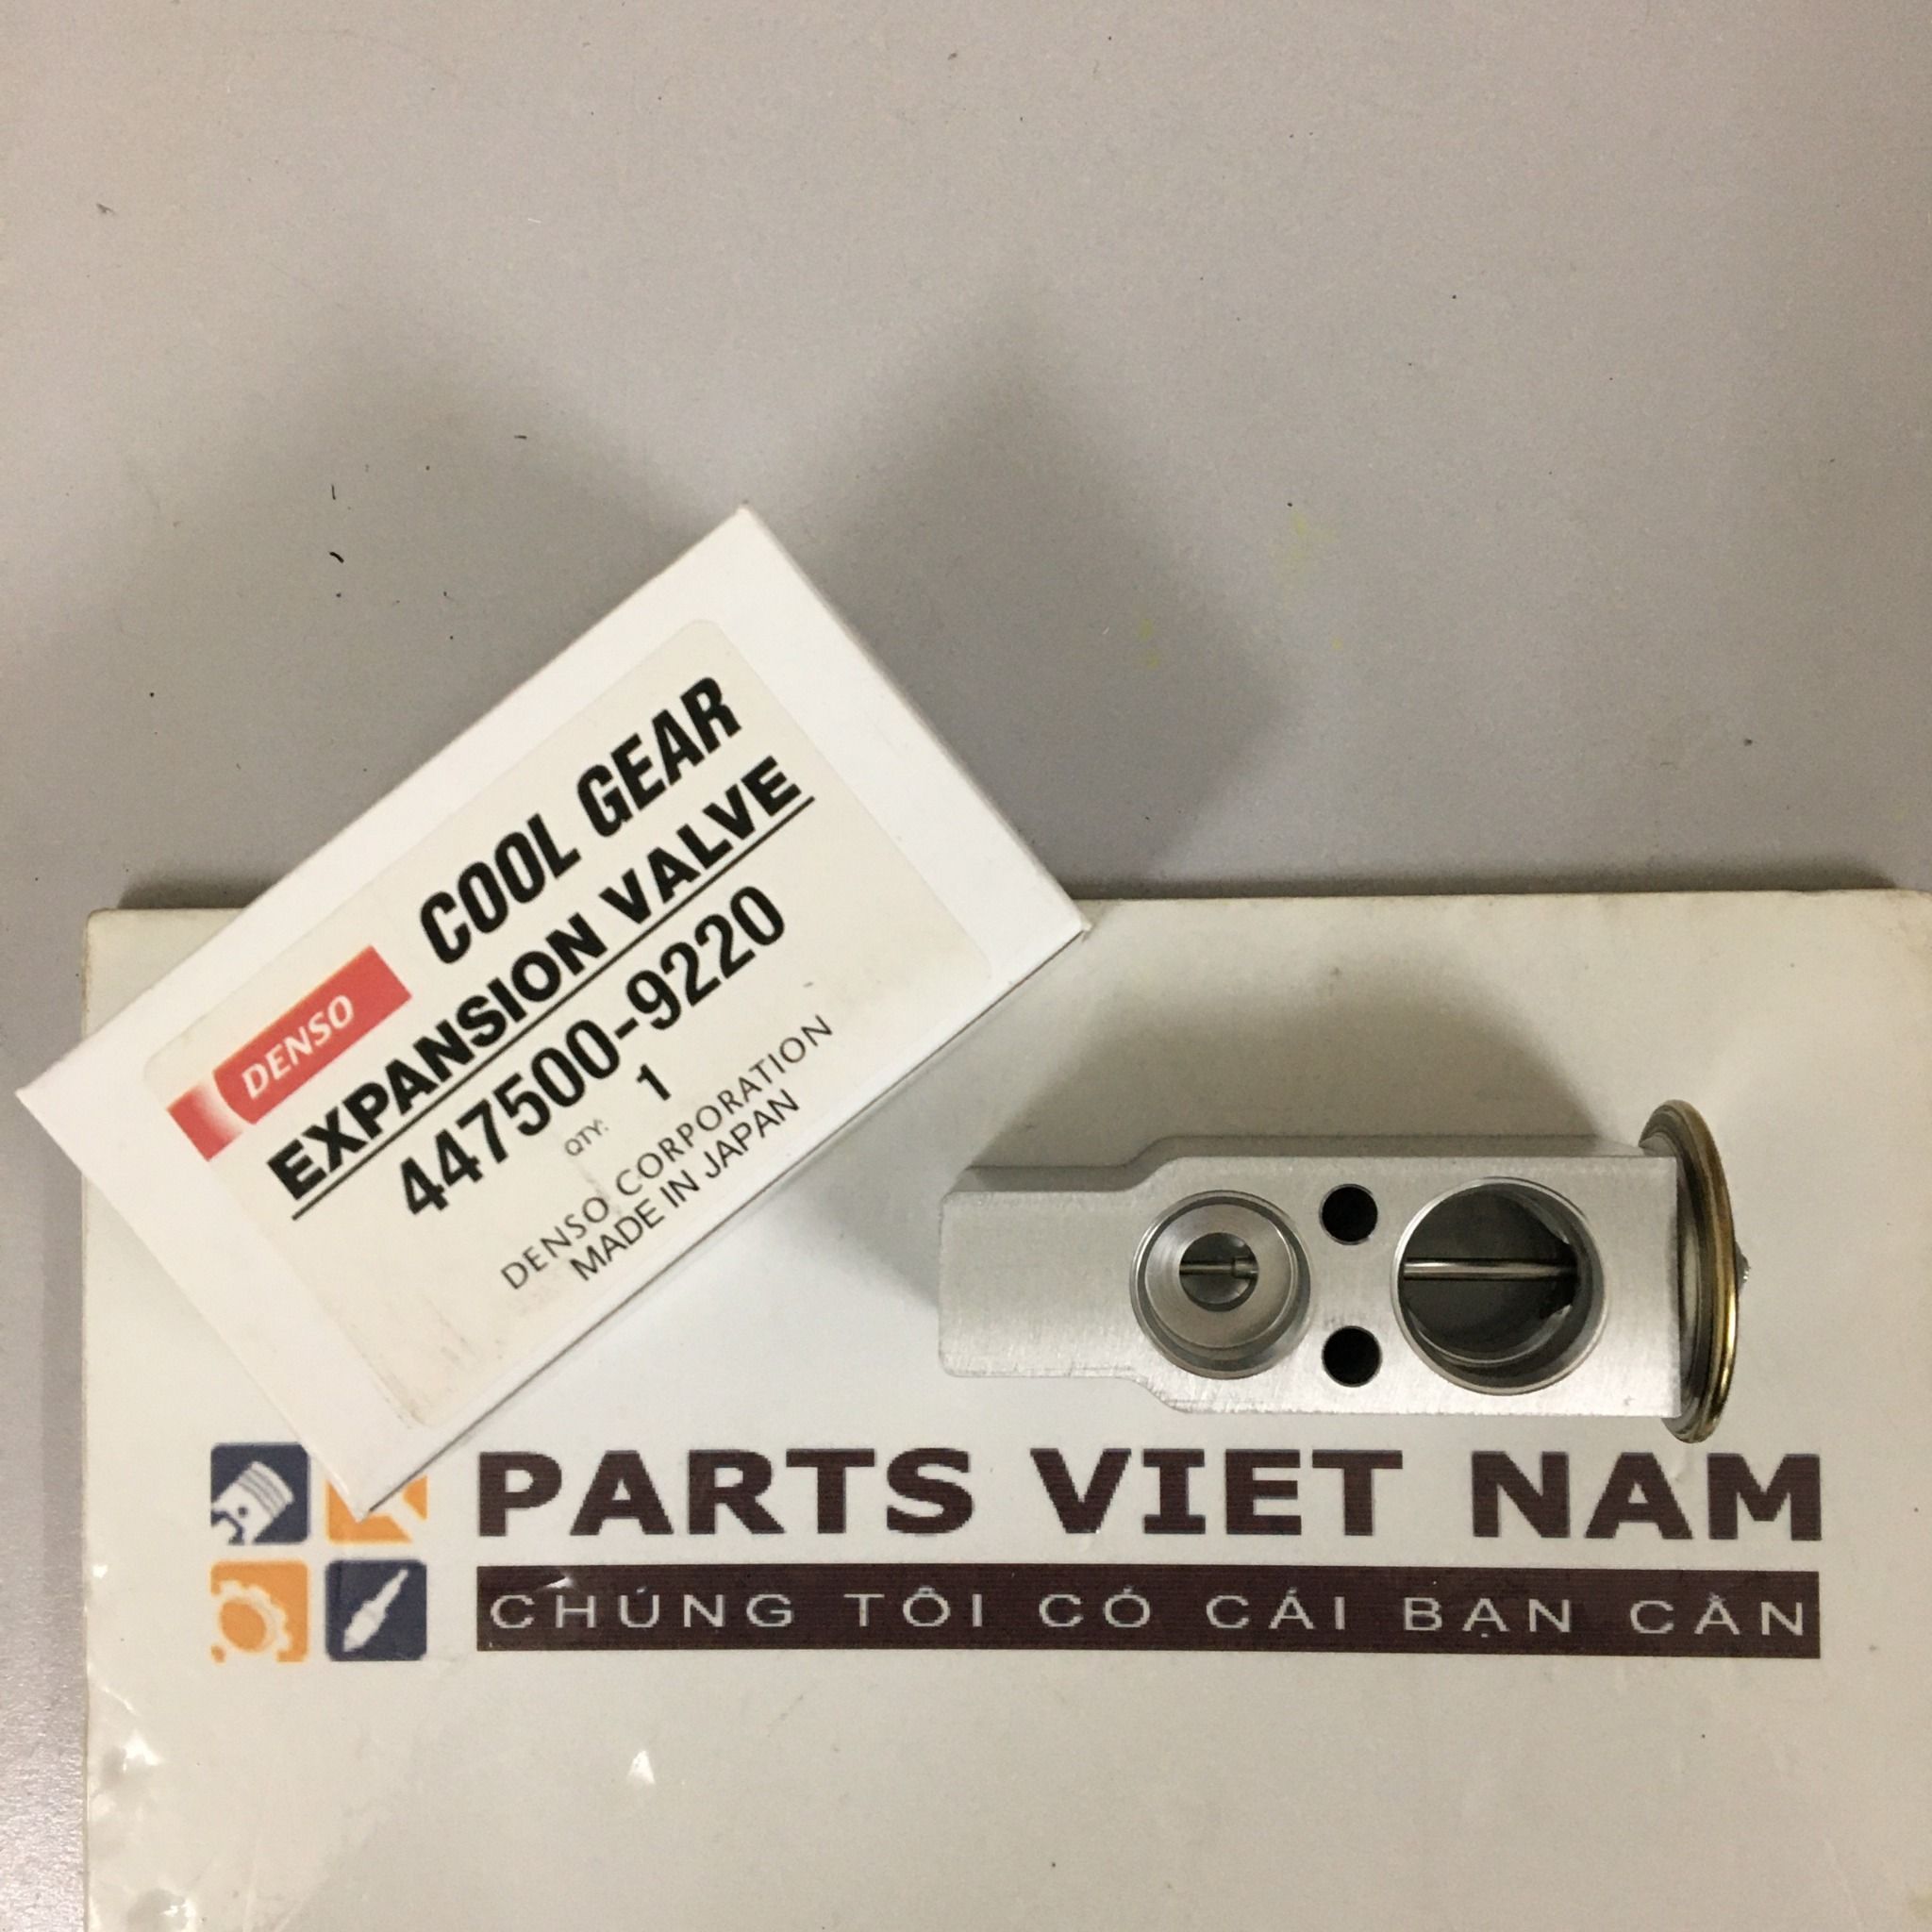 DENSO COOL GEAR
EXPANSION VALVE
447500-9220
QTY: 1
DENSO CORPORATION
MADE IN JAPAN
PARTS VIET NAM
CHÚNG TÔI CÓ CÁI BẠN CẦN